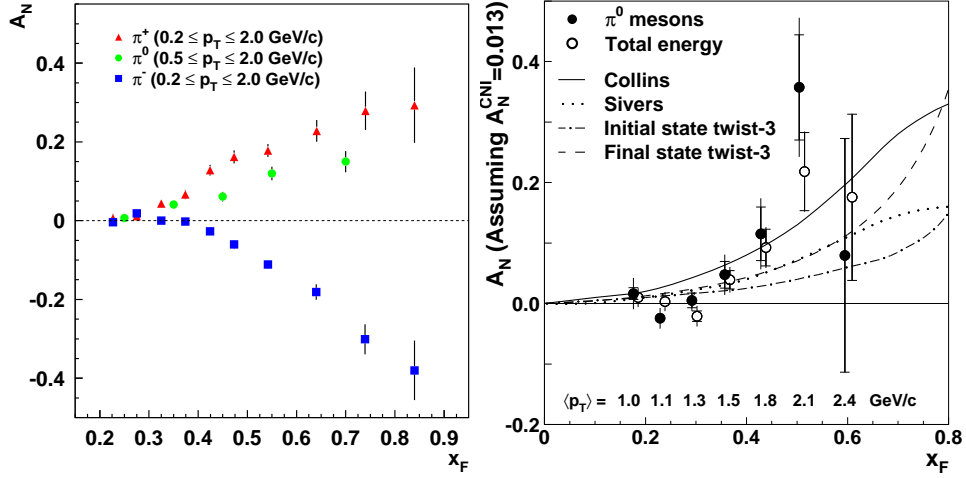 A_N
π⁺ (0.2 ≤ p_T ≤ 2.0 GeV/c)
π⁰ (0.5 ≤ p_T ≤ 2.0 GeV/c)
π⁻ (0.2 ≤ p_T ≤ 2.0 GeV/c)
0.4
0.2
0
-0.2
-0.4
0.2 0.3 0.4 0.5 0.6 0.7 0.8 0.9
x_F
A_N (Assuming A_N^CNI=0.013)
π⁰ mesons
Total energy
Collins
Sivers
Initial state twist-3
Final state twist-3
0.4
0.2
0.0
-0.2
⟨p_T⟩ = 1.0 1.1 1.3 1.5 1.8 2.1 2.4 GeV/c
0 0.2 0.4 0.6 0.8
x_F